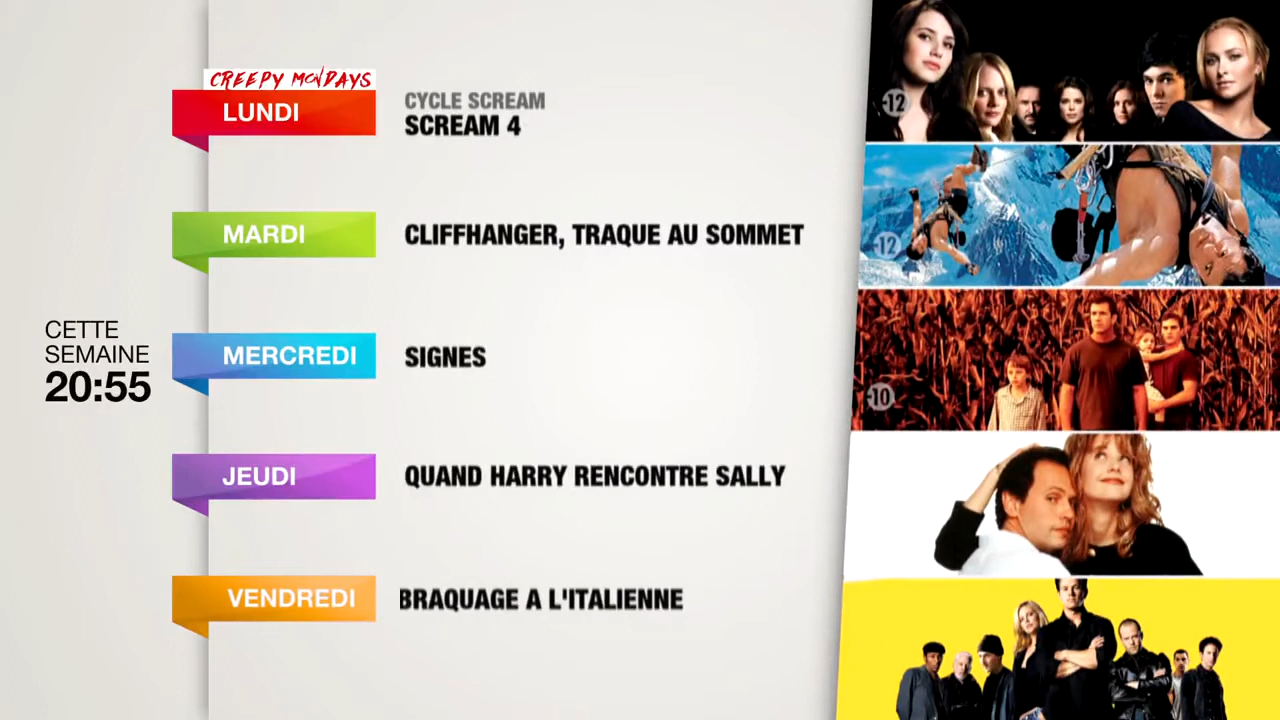 CREEPY MONDAYS
LUNDI
CYCLE SCREAM
SCREAM 4
-12
MARDI
CLIFFHANGER, TRAQUE AU SOMMET
-12
CETTE
SEMAINE
20:55
MERCREDI
SIGNES
-10
JEUDI
QUAND HARRY RENCONTRE SALLY
VENDREDI
BRAQUAGE A L'ITALIENNE